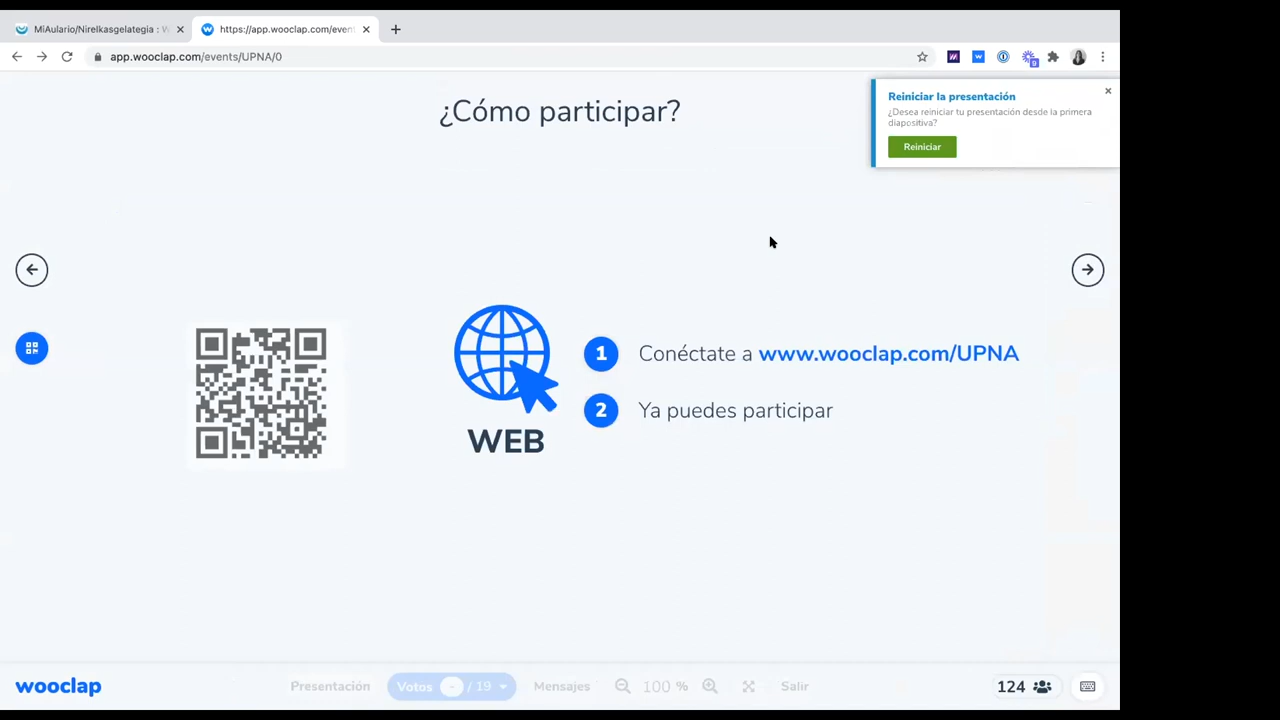 MiAulario/Nirelkasgelategia : W
https://app.wooclap.com/even
app.wooclap.com/events/UPNA/0
¿Cómo participar?
Reiniciar la presentación
¿Desea reiniciar tu presentación desde la primera
diapositiva?
Reiniciar
1 Conéctate a www.wooclap.com/UPNA
2 Ya puedes participar
WEB
wooclap
Presentación
Votos - / 19
Mensajes
100 %
Salir
124